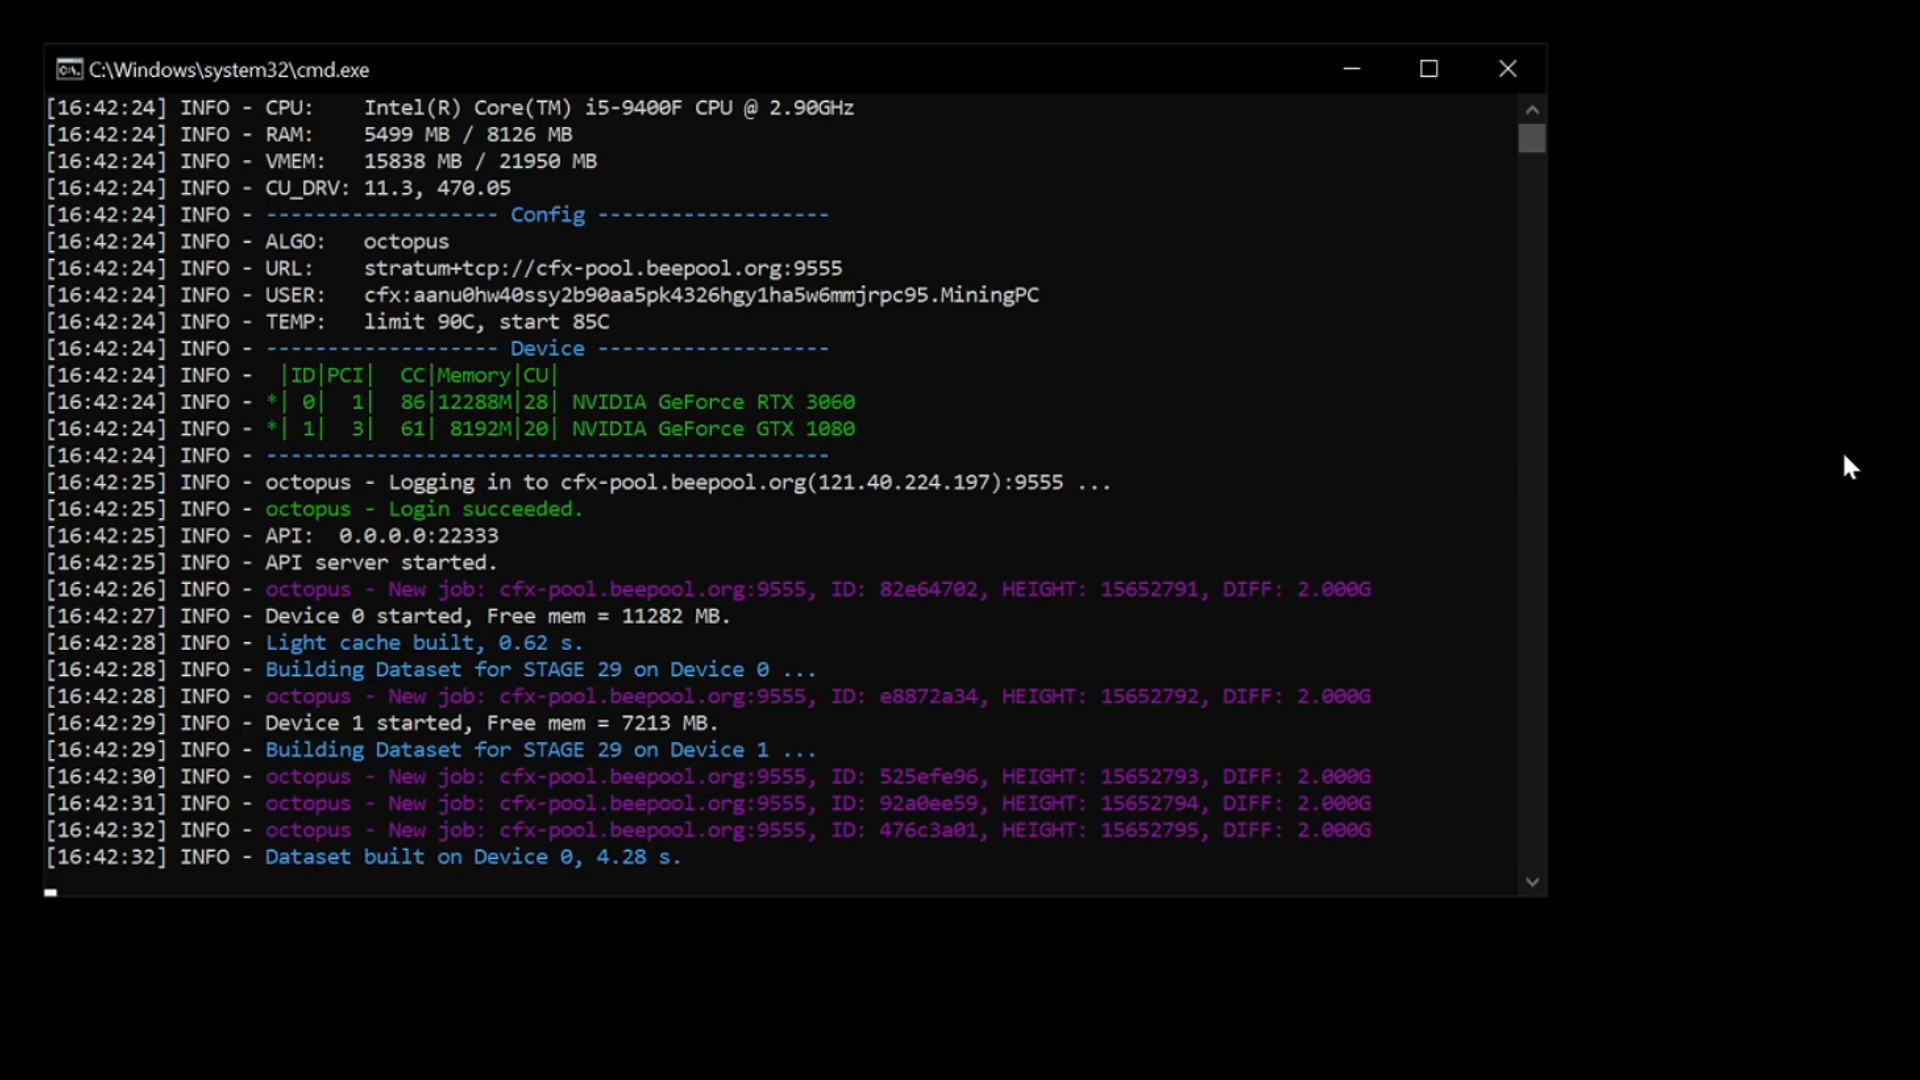 C:\Windows\system32\cmd.exe
[16:42:24] INFO - CPU: Intel(R) Core(TM) i5-9400F CPU @ 2.90GHz
[16:42:24] INFO - RAM: 5499 MB / 8126 MB
[16:42:24] INFO - VMEM: 15838 MB / 21950 MB
[16:42:24] INFO - CU_DRV: 11.3, 470.05
[16:42:24] INFO - ------------------- Config -------------------
[16:42:24] INFO - ALGO: octopus
[16:42:24] INFO - URL: stratum+tcp://cfx-pool.beepool.org:9555
[16:42:24] INFO - USER: cfx:aanu0hw40ssy2b90aa5pk4326hgy1ha5w6mmjrpc95.MiningPC
[16:42:24] INFO - TEMP: limit 90C, start 85C
[16:42:24] INFO - ------------------- Device -------------------
[16:42:24] INFO - |ID|PCI| CC|Memory|CU|
[16:42:24] INFO - *| 0| 1| 86|12288M|28| NVIDIA GeForce RTX 3060
[16:42:24] INFO - *| 1| 3| 61| 8192M|20| NVIDIA GeForce GTX 1080
[16:42:24] INFO - ----------------------------------------------
[16:42:25] INFO - octopus - Logging in to cfx-pool.beepool.org(121.40.224.197):9555 ...
[16:42:25] INFO - octopus - Login succeeded.
[16:42:25] INFO - API: 0.0.0.0:22333
[16:42:25] INFO - API server started.
[16:42:26] INFO - octopus - New job: cfx-pool.beepool.org:9555, ID: 82e64702, HEIGHT: 15652791, DIFF: 2.000G
[16:42:27] INFO - Device 0 started, Free mem = 11282 MB.
[16:42:28] INFO - Light cache built, 0.62 s.
[16:42:28] INFO - Building Dataset for STAGE 29 on Device 0 ...
[16:42:28] INFO - octopus - New job: cfx-pool.beepool.org:9555, ID: e8872a34, HEIGHT: 15652792, DIFF: 2.000G
[16:42:29] INFO - Device 1 started, Free mem = 7213 MB.
[16:42:29] INFO - Building Dataset for STAGE 29 on Device 1 ...
[16:42:30] INFO - octopus - New job: cfx-pool.beepool.org:9555, ID: 525efe96, HEIGHT: 15652793, DIFF: 2.000G
[16:42:31] INFO - octopus - New job: cfx-pool.beepool.org:9555, ID: 92a0ee59, HEIGHT: 15652794, DIFF: 2.000G
[16:42:32] INFO - octopus - New job: cfx-pool.beepool.org:9555, ID: 476c3a01, HEIGHT: 15652795, DIFF: 2.000G
[16:42:32] INFO - Dataset built on Device 0, 4.28 s.